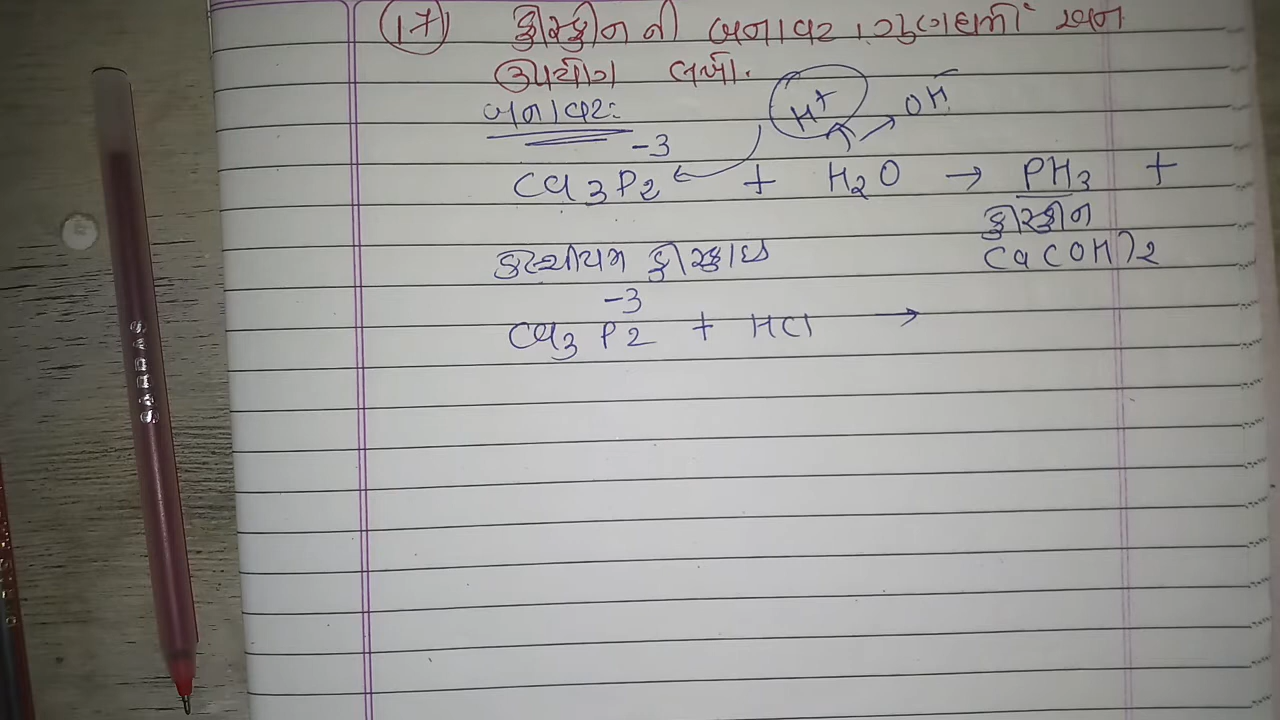 (17) ફોસ્ફીન ની બનાવટ, ગુણધર્મો અને
ઉપયોગ લખો.
બનાવટ:
H+ OH-
-3
Ca3P2 + H2O → PH3 +
ફોસ્ફીન
કેલ્શીયમ ફોસ્ફાઇડ Ca(OH)2
-3
Ca3P2 + HCl →